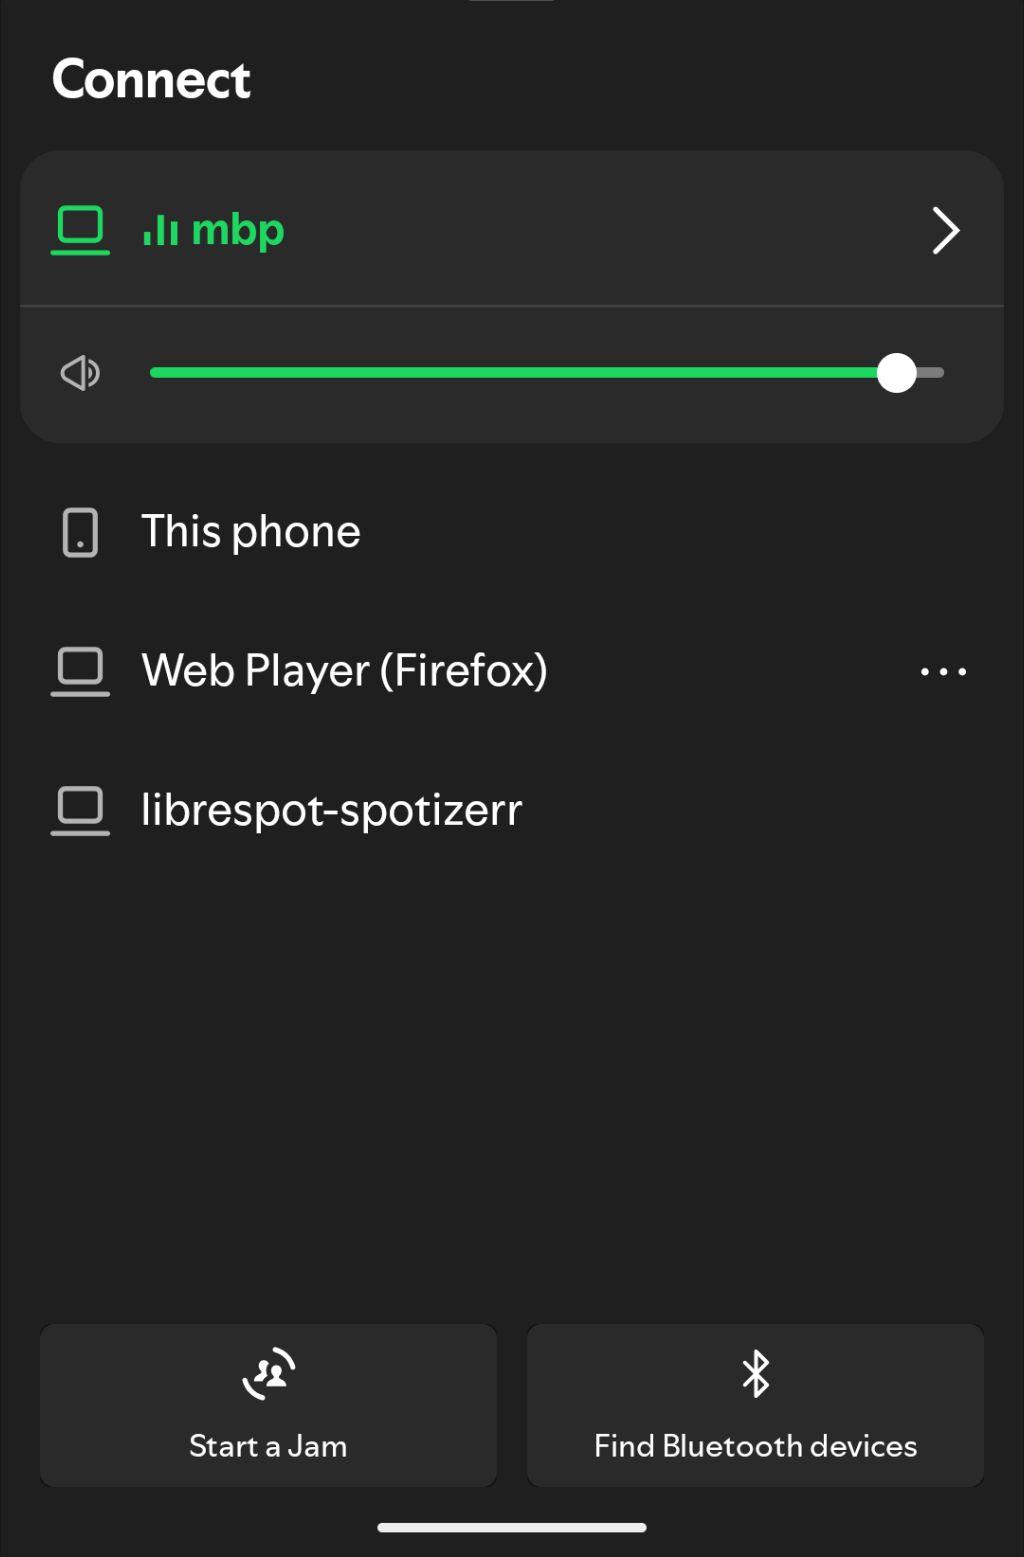 Connect
mbp
This phone
Web Player (Firefox)
librespot-spotizerr
Start a Jam
Find Bluetooth devices